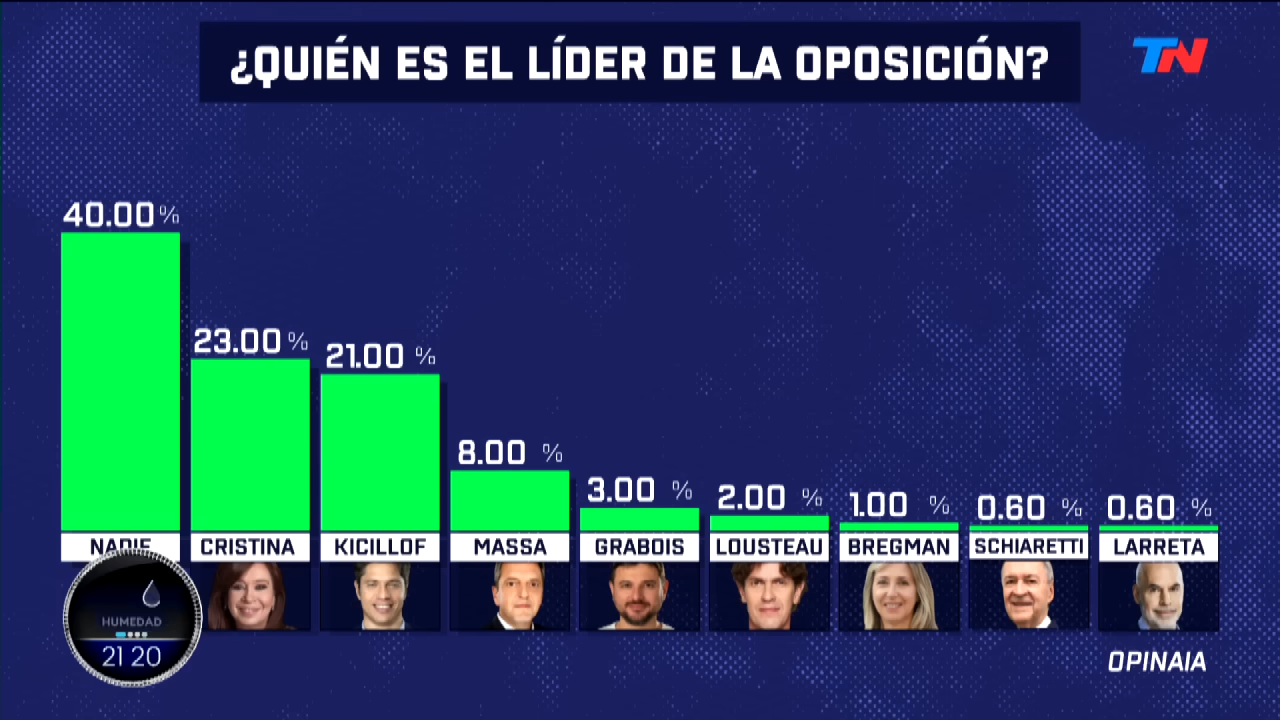 ¿QUIÉN ES EL LÍDER DE LA OPOSICIÓN?
TN
40.00%
23.00%
21.00 %
8.00 %
3.00 %
2.00 %
1.00 %
0.60 %
0.60 %
NADIE
CRISTINA
KICILLOF
MASSA
GRABOIS
LOUSTEAU
BREGMAN
SCHIARETTI
LARRETA
HUMEDAD
21 20
OPINAIA